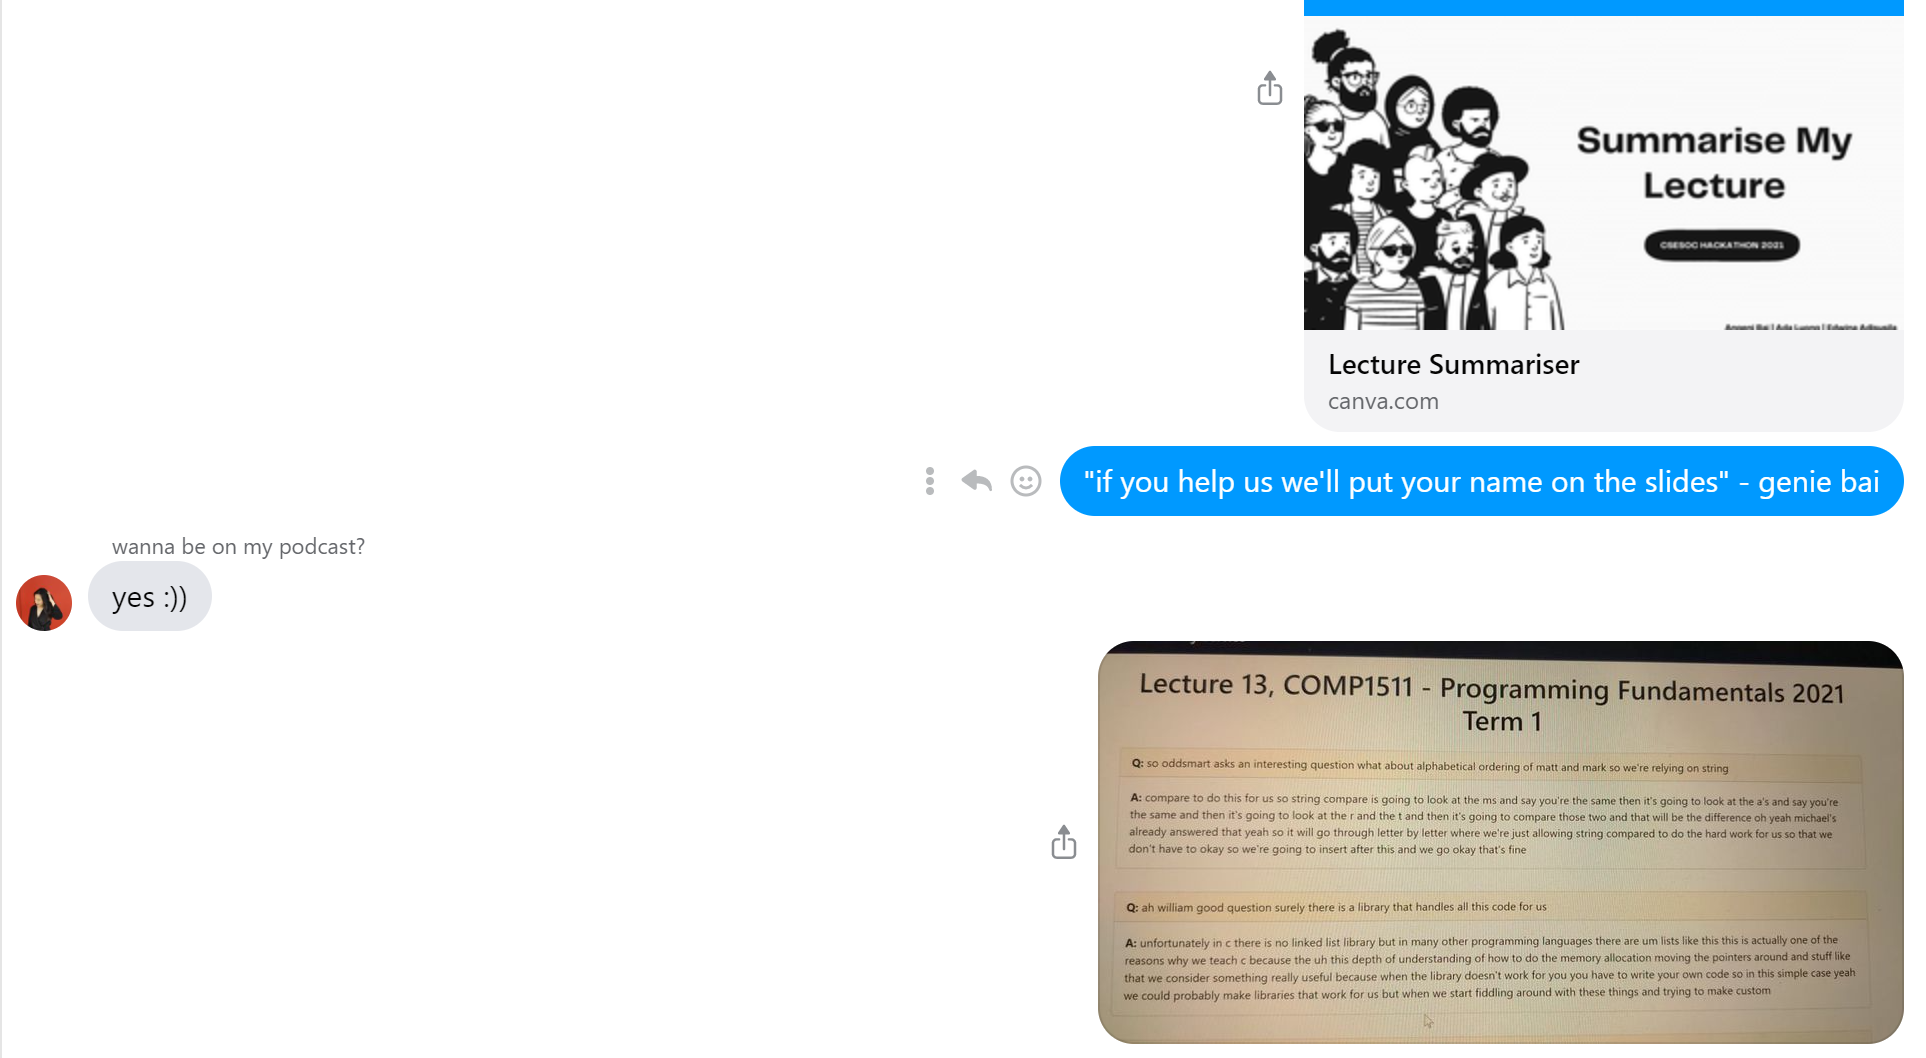 Summarise My
Lecture
CSESOC HACKATHON 2021
Angeni Bai | Ada Luong | Edwina Adisusila
Lecture Summariser
canva.com
"if you help us we'll put your name on the slides" - genie bai
wanna be on my podcast?
yes :))
Lecture 13, COMP1511 - Programming Fundamentals 2021
Term 1
Q: so oddsmart asks an interesting question what about alphabetical ordering of matt and mark so we're relying on string
A: compare to do this for us so string compare is going to look at the ms and say you're the same then it's going to look at the a's and say you're
the same and then it's going to look at the r and the t and then it's going to compare those two and that will be the difference oh yeah michael's
already answered that yeah so it will go through letter by letter where we're just allowing string compared to do the hard work for us so that we
don't have to okay so we're going to insert after this and we go okay that's fine
Q: ah william good question surely there is a library that handles all this code for us
A: unfortunately in c there is no linked list library but in many other programming languages there are um lists like this this is actually one of the
reasons why we teach c because the uh this depth of understanding of how to do the memory allocation moving the pointers around and stuff like
that we consider something really useful because when the library doesn't work for you you have to write your own code so in this simple case yeah
we could probably make libraries that work for us but when we start fiddling around with these things and trying to make custom